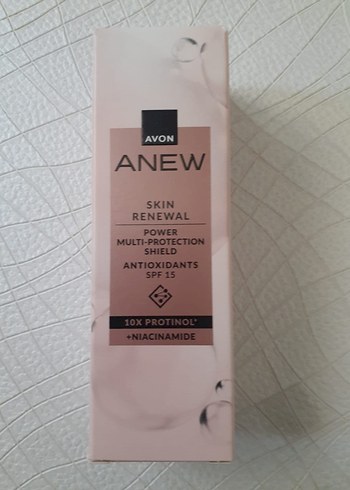 AVON
ANEW
SKIN
RENEWAL
POWER
MULTI-PROTECTION
SHIELD
ANTIOXIDANTS
SPF 15
10X PROTINOL*
+NIACINAMIDE